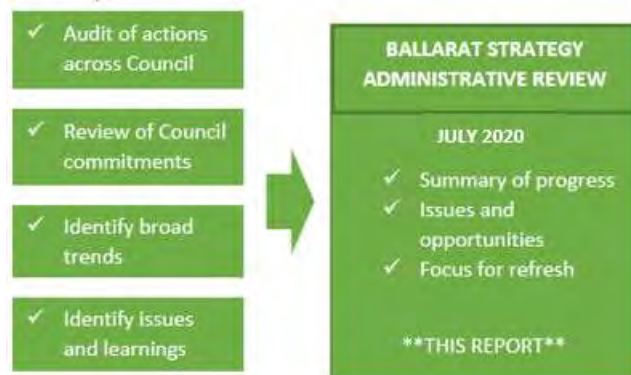 ✓ Audit of actions
across Council
✓ Review of Council
commitments
✓ Identify broad
trends
✓ Identify issues
and learnings
BALLARAT STRATEGY
ADMINISTRATIVE REVIEW
JULY 2020
✓ Summary of progress
✓ Issues and
opportunities
✓ Focus for refresh
**THIS REPORT**